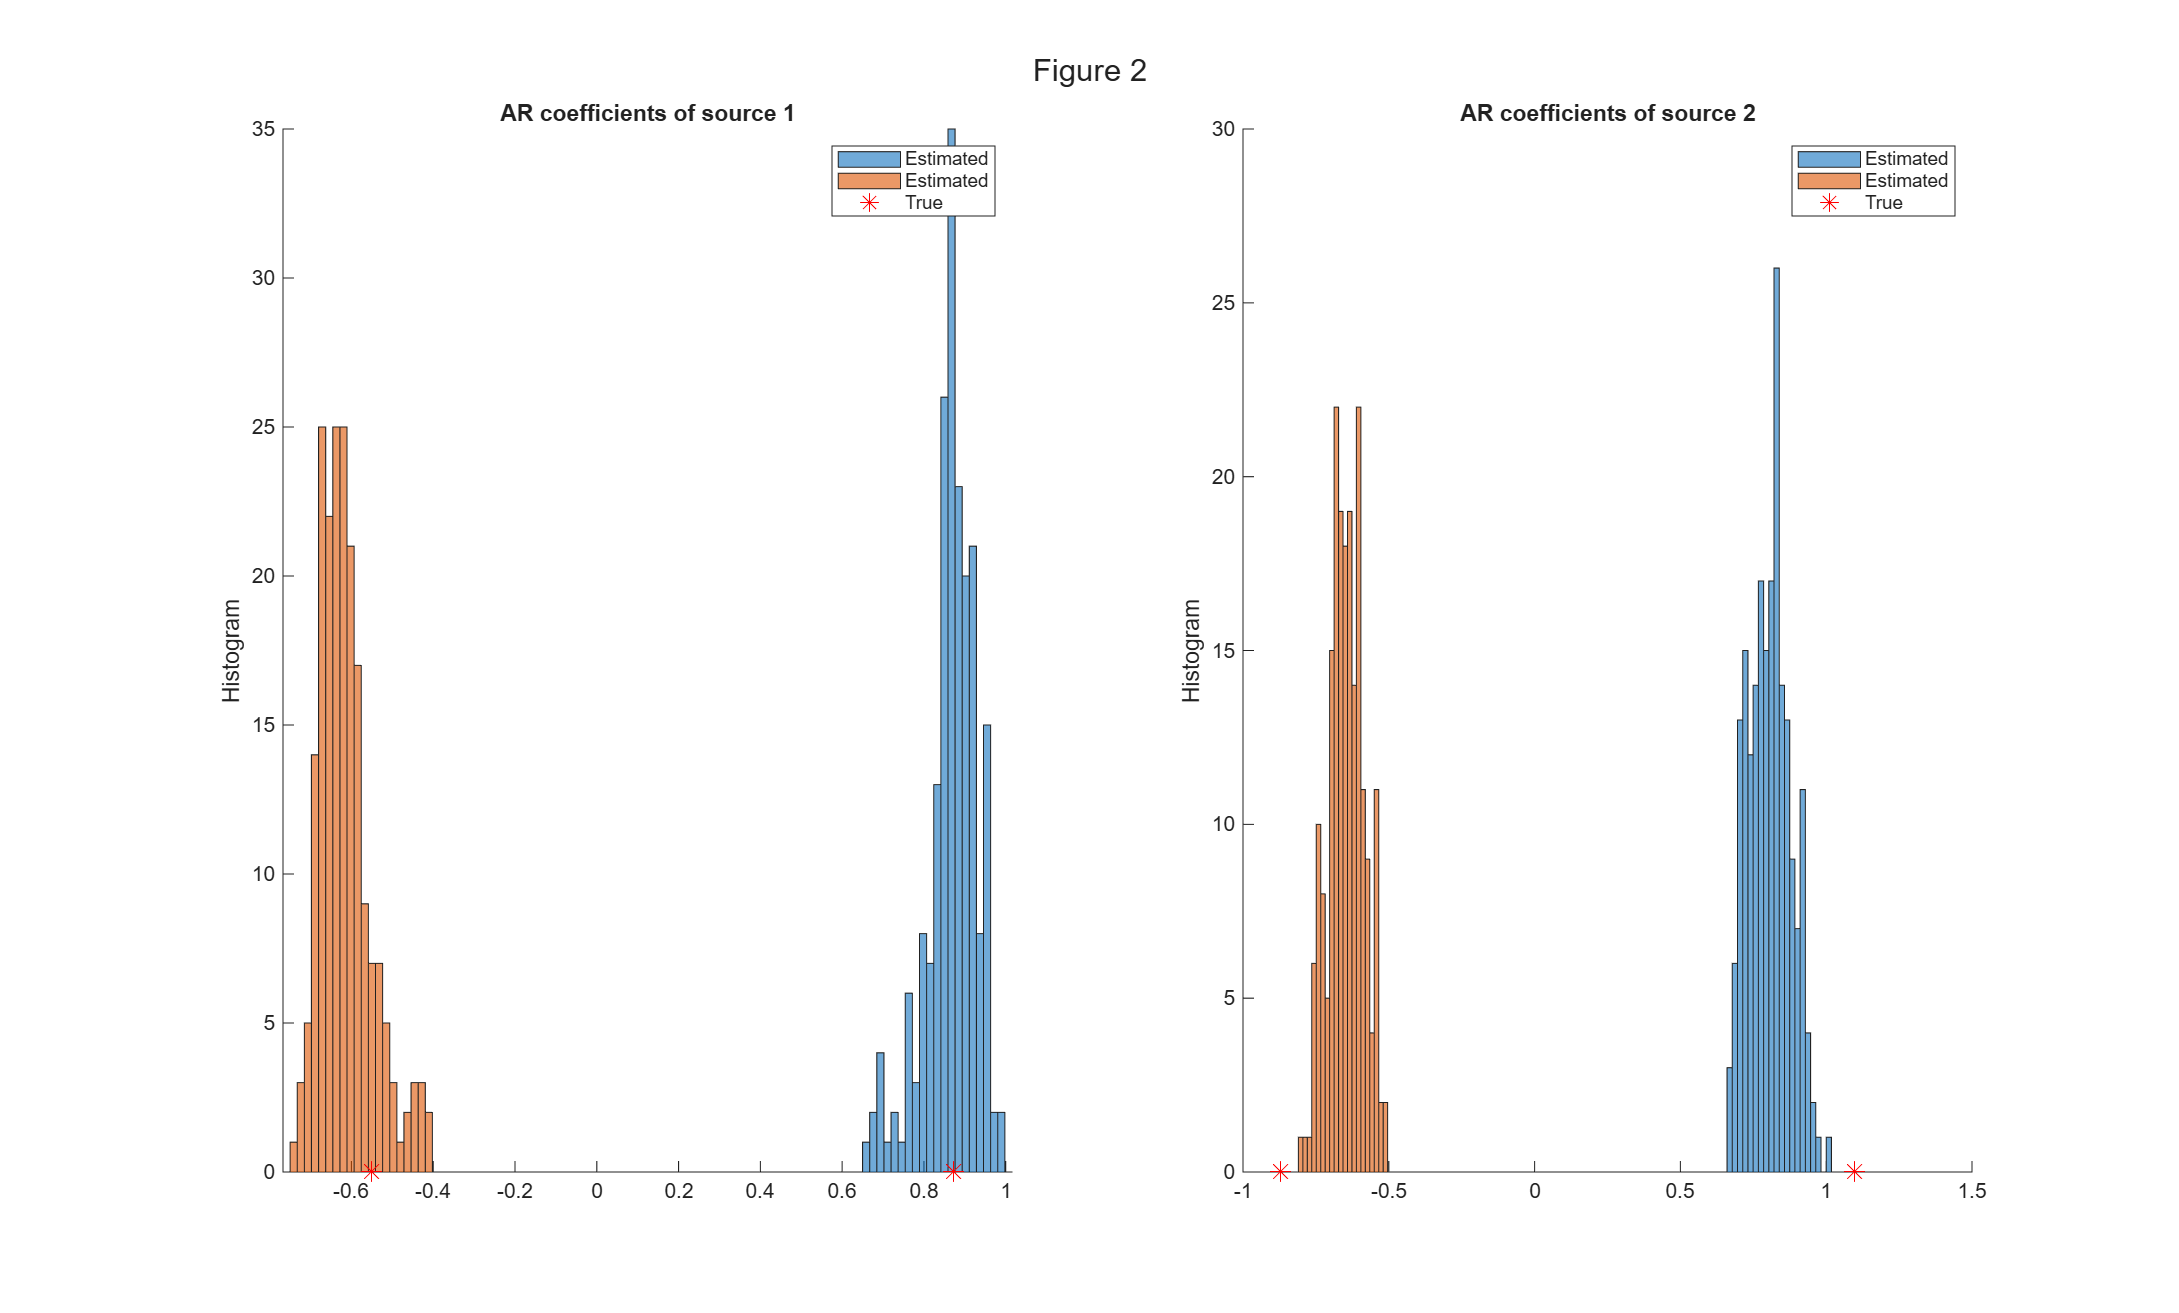 Figure 2
AR coefficients of source 1
35
30
25
20
15
10
5
0
Histogram
-0.6 -0.4 -0.2 0 0.2 0.4 0.6 0.8 1
Estimated
Estimated
True
AR coefficients of source 2
30
25
20
15
10
5
0
Histogram
-1 -0.5 0 0.5 1 1.5
Estimated
Estimated
True